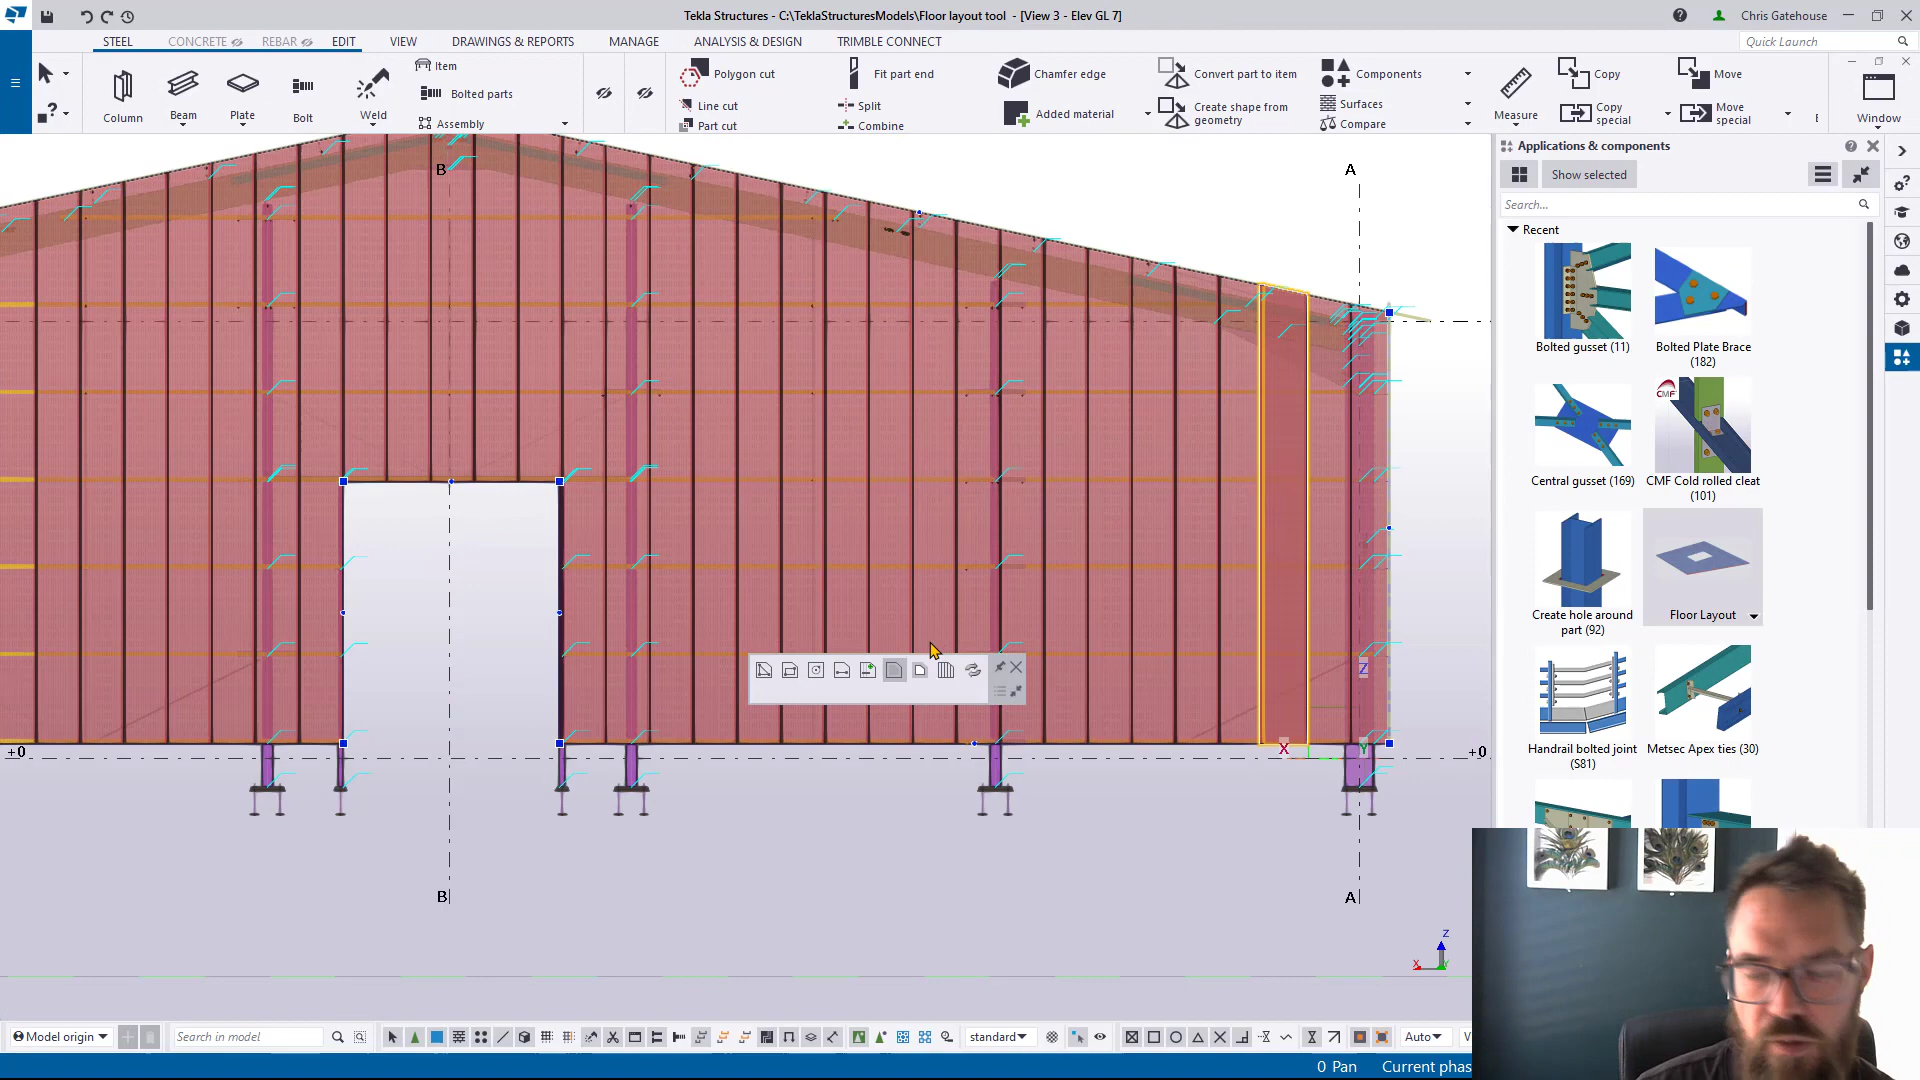 Tekla Structures - C:\TeklaStructuresModels\Floor layout tool - [View 3 - Elev GL 7]
Chris Gatehouse
STEEL CONCRETE REBAR EDIT VIEW DRAWINGS & REPORTS MANAGE ANALYSIS & DESIGN TRIMBLE CONNECT
Quick Launch
Column
Beam
Plate
Bolt
Weld
Item
Bolted parts
Assembly
Polygon cut
Line cut
Part cut
Fit part end
Split
Combine
Chamfer edge
Added material
Convert part to item
Create shape from
geometry
Components
Surfaces
Compare
Measure
Copy
Copy
special
Move
Move
special
Window
Applications & components
Show selected
Search...
Recent
Bolted gusset (11)
Bolted Plate Brace
(182)
Central gusset (169)
CMF
CMF Cold rolled cleat
(101)
Create hole around
part (92)
Floor Layout
Handrail bolted joint
(S81)
Metsec Apex ties (30)
B
A
Z
+0
X
Y
+0
B
A
Z
X
Y
Model origin
Search in model
standard
Auto
0 Pan
Current phas